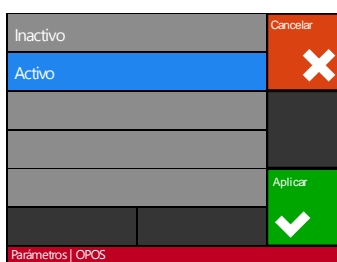 Inactivo
Cancelar
Activo
Aplicar
Parámetros | OPOS